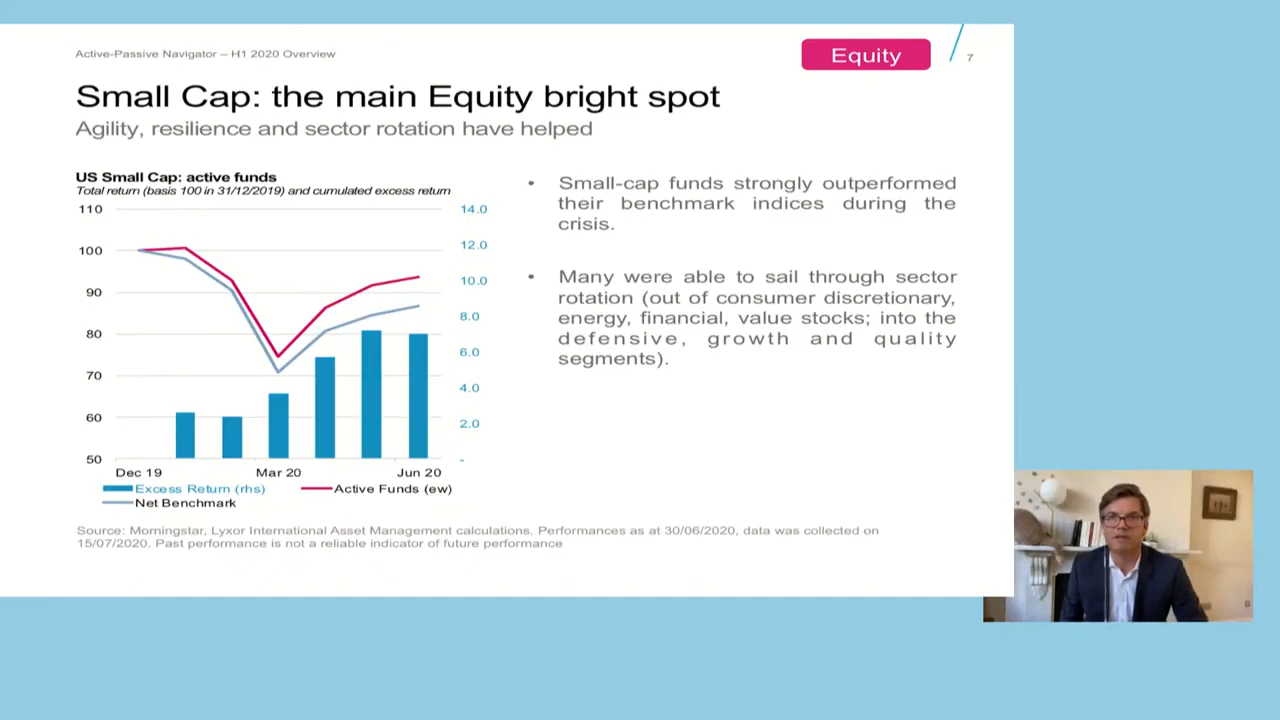 Active-Passive Navigator – H1 2020 Overview
Equity
7
Small Cap: the main Equity bright spot
Agility, resilience and sector rotation have helped
US Small Cap: active funds
Total return (basis 100 in 31/12/2019) and cumulated excess return
110
100
90
80
70
60
50
14.0
12.0
10.0
8.0
6.0
4.0
2.0
-
Dec 19
Mar 20
Jun 20
Excess Return (rhs)
Active Funds (ew)
Net Benchmark
• Small-cap funds strongly outperformed
their benchmark indices during the
crisis.
• Many were able to sail through sector
rotation (out of consumer discretionary,
energy, financial, value stocks; into the
defensive, growth and quality
segments).
Source: Morningstar, Lyxor International Asset Management calculations. Performances as at 30/06/2020, data was collected on
15/07/2020. Past performance is not a reliable indicator of future performance